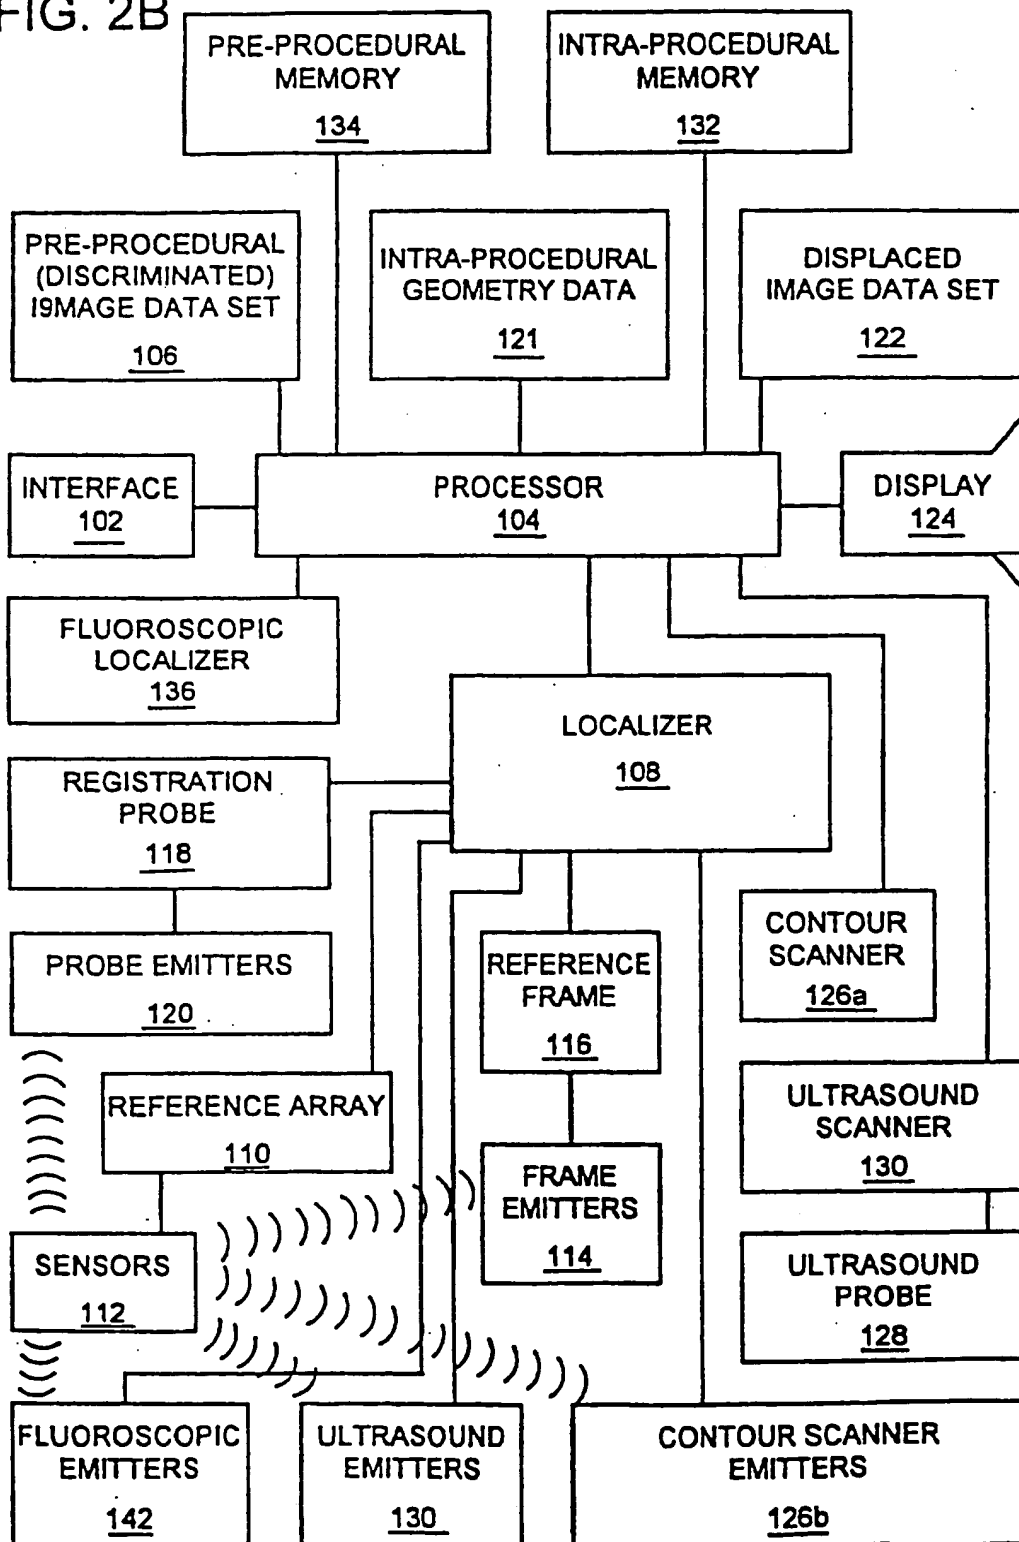 FIG. 2B
PRE-PROCEDURAL
MEMORY
134
INTRA-PROCEDURAL
MEMORY
132
PRE-PROCEDURAL
(DISCRIMINATED)
I9MAGE DATA SET
106
INTRA-PROCEDURAL
GEOMETRY DATA
121
DISPLACED
IMAGE DATA SET
122
INTERFACE
102
PROCESSOR
104
DISPLAY
124
FLUOROSCOPIC
LOCALIZER
136
LOCALIZER
108
REGISTRATION
PROBE
118
PROBE EMITTERS
120
REFERENCE
FRAME
116
CONTOUR
SCANNER
126a
REFERENCE ARRAY
110
FRAME
EMITTERS
114
ULTRASOUND
SCANNER
130
SENSORS
112
ULTRASOUND
PROBE
128
FLUOROSCOPIC
EMITTERS
142
ULTRASOUND
EMITTERS
130
CONTOUR SCANNER
EMITTERS
126b